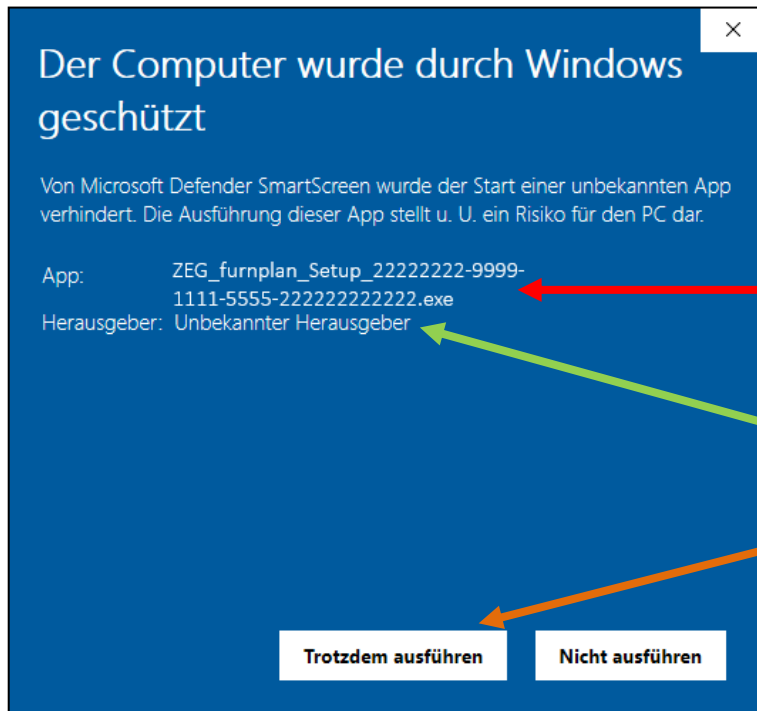 Der Computer wurde durch Windows
geschützt
Von Microsoft Defender SmartScreen wurde der Start einer unbekannten App
verhindert. Die Ausführung dieser App stellt u. U. ein Risiko für den PC dar.
App: ZEG_furnplan_Setup_22222222-9999-
1111-5555-222222222222.exe
Herausgeber: Unbekannter Herausgeber
Trotzdem ausführen Nicht ausführen